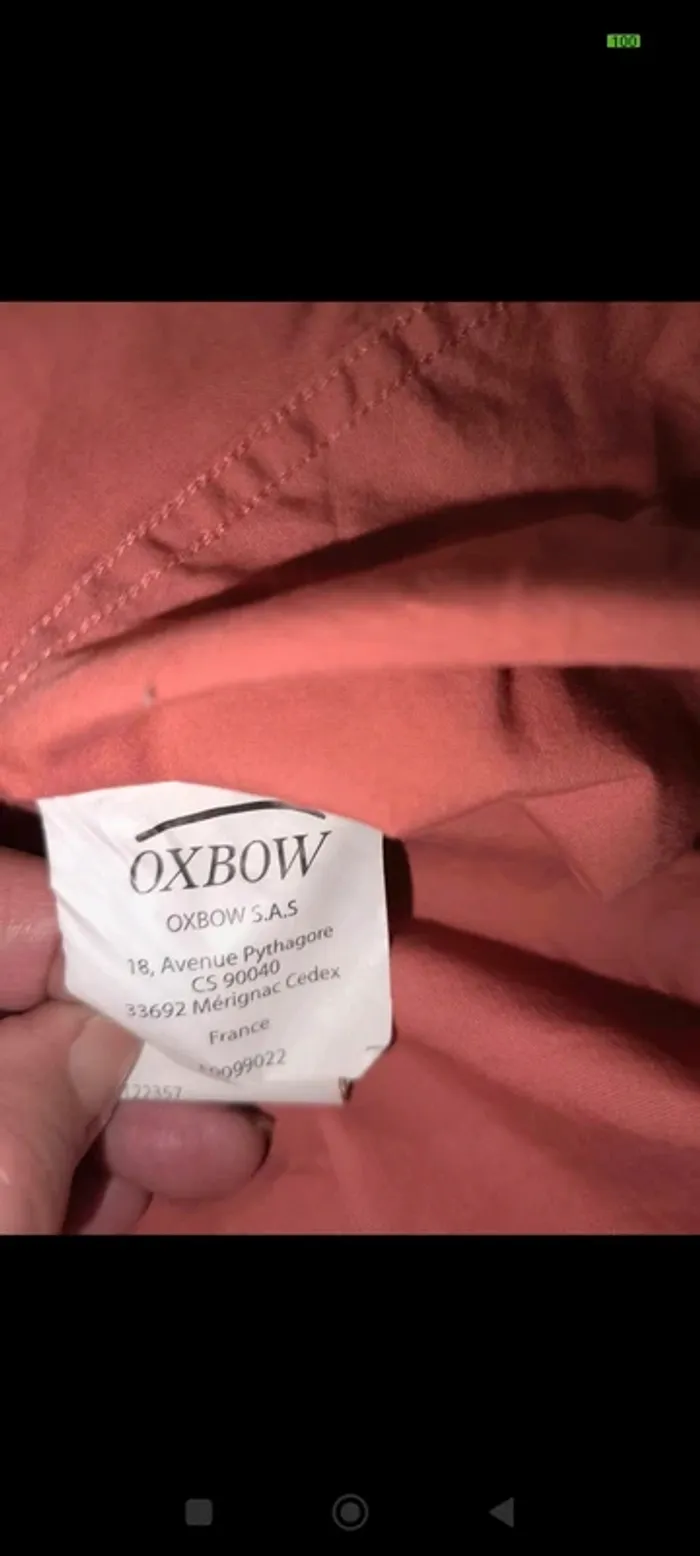 100
OXBOW
OXBOW S.A.S
18, Avenue Pythagore
CS 90040
33692 Mérignac Cedex
France